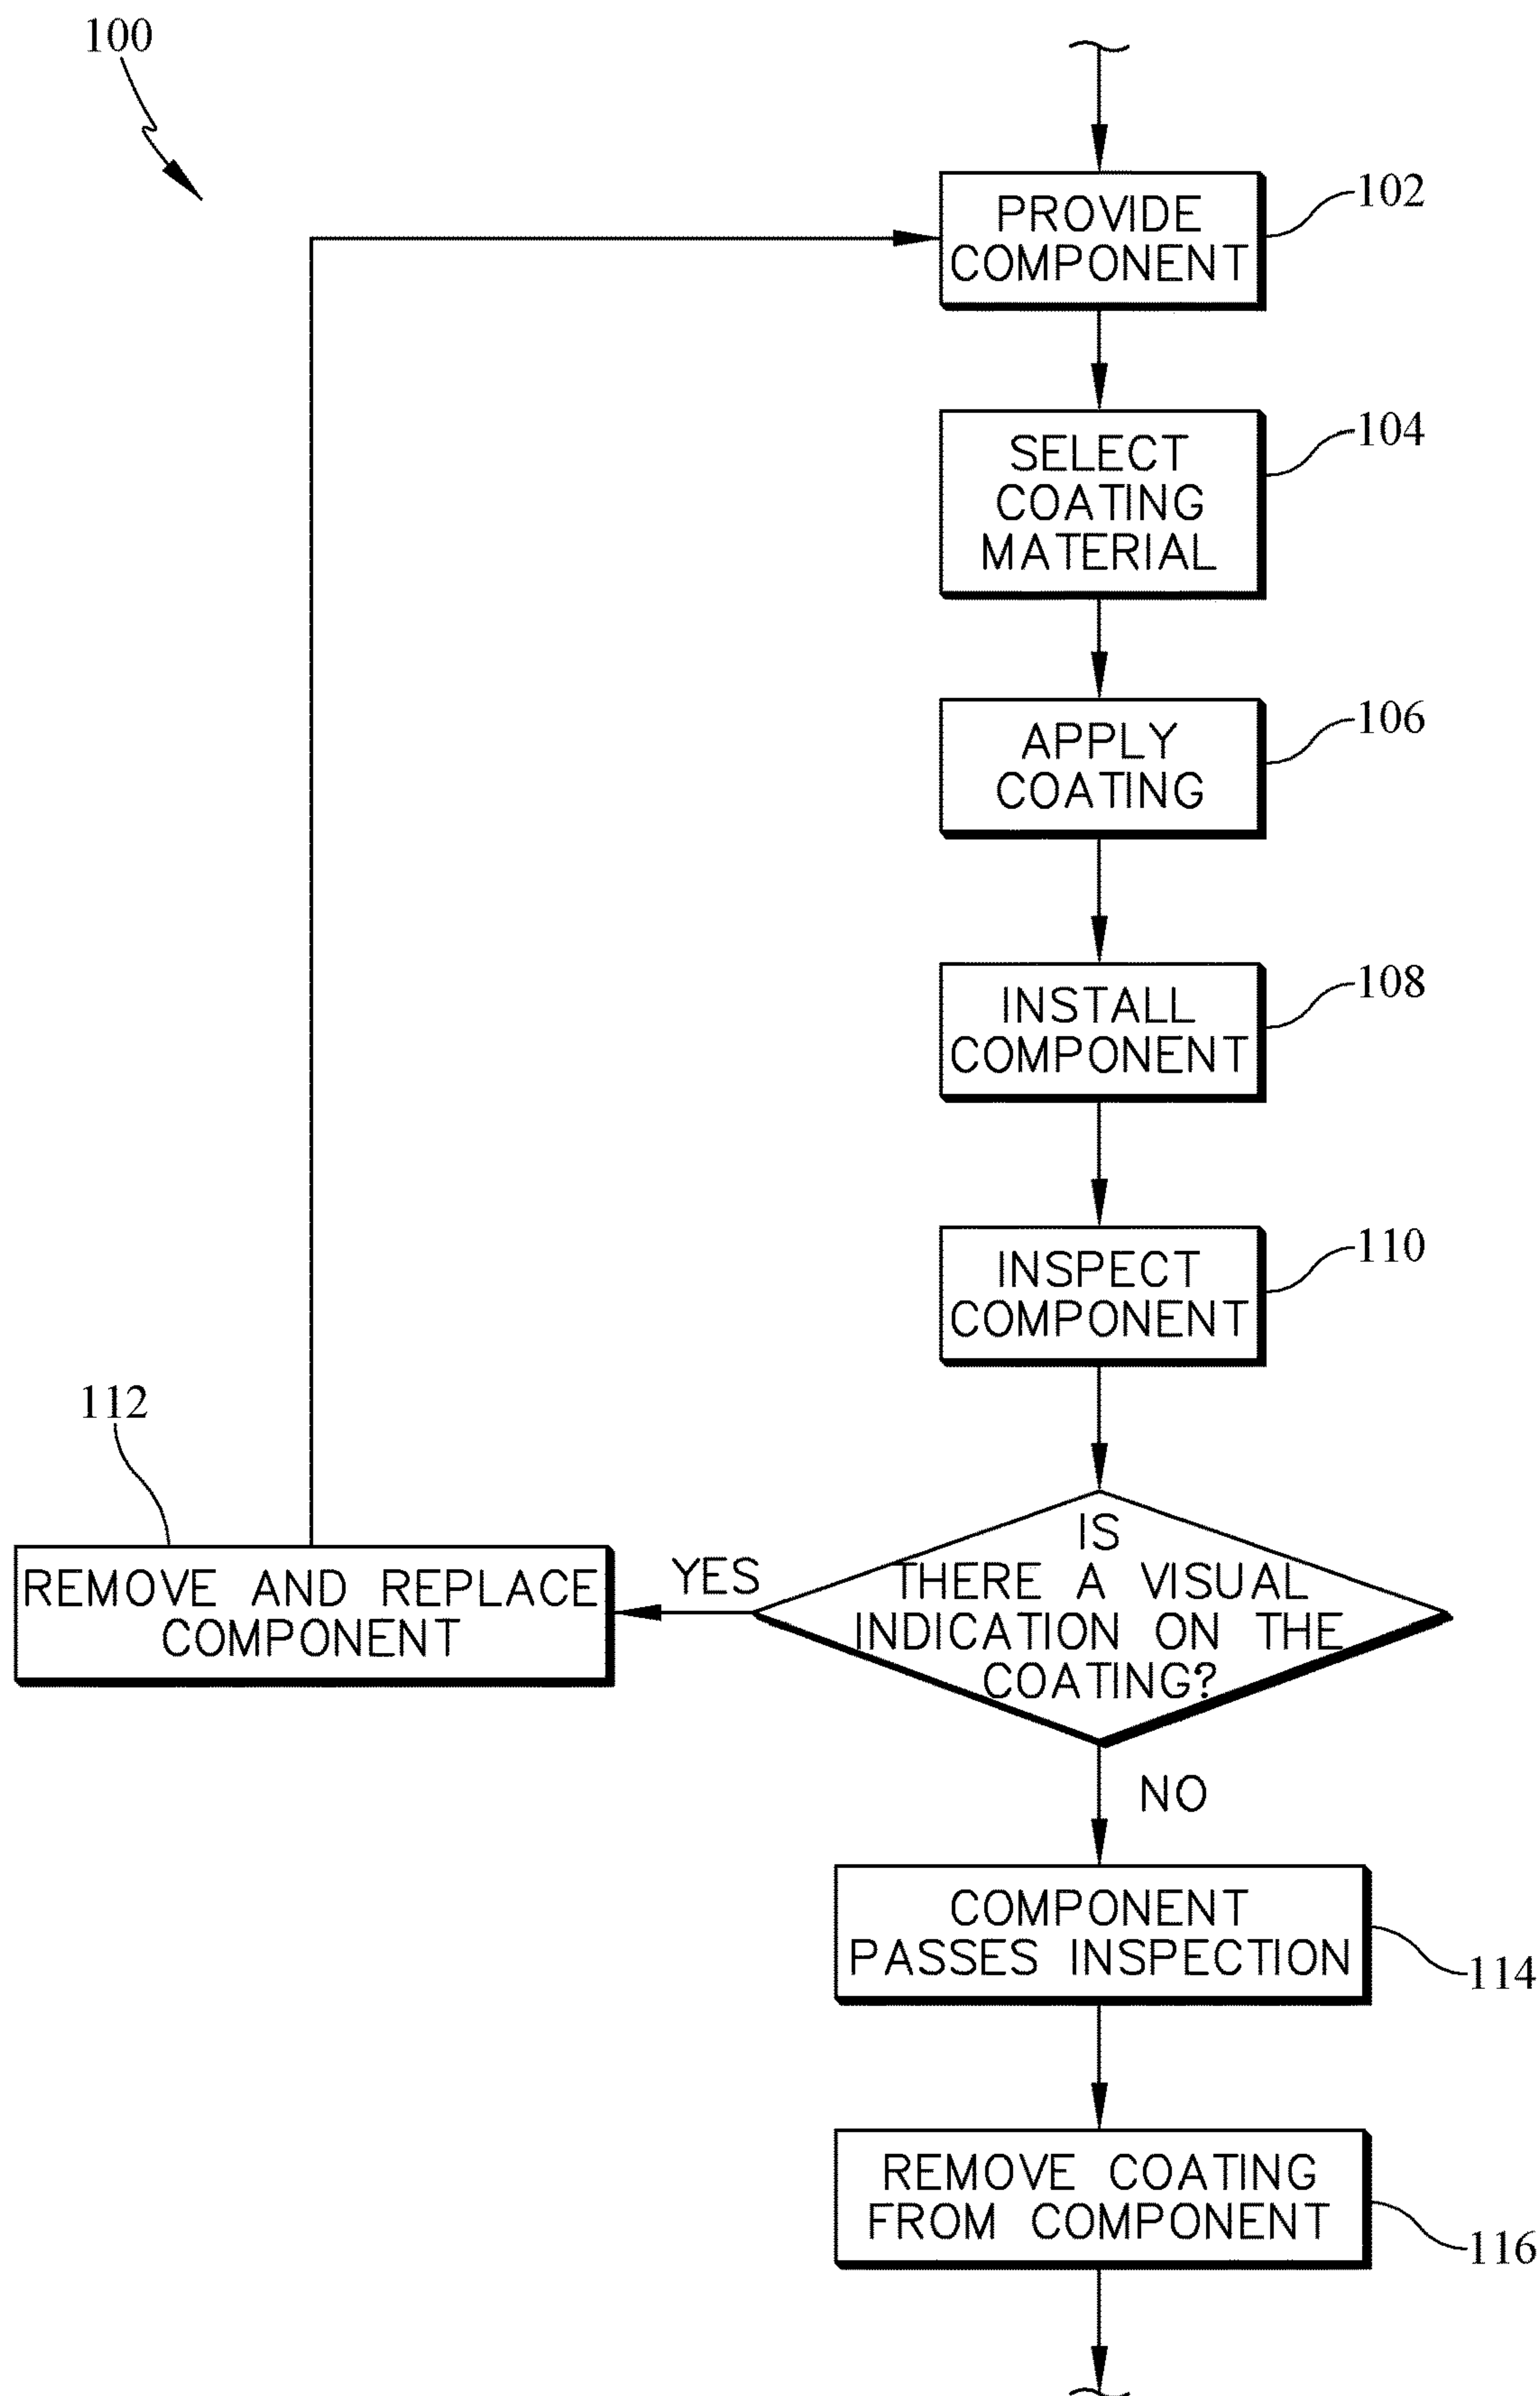 100
PROVIDE
COMPONENT
102
SELECT
COATING
MATERIAL
104
APPLY
COATING
106
INSTALL
COMPONENT
108
INSPECT
COMPONENT
110
112
REMOVE AND REPLACE
COMPONENT
YES
IS
THERE A VISUAL
INDICATION ON THE
COATING?
NO
COMPONENT
PASSES INSPECTION
114
REMOVE COATING
FROM COMPONENT
116